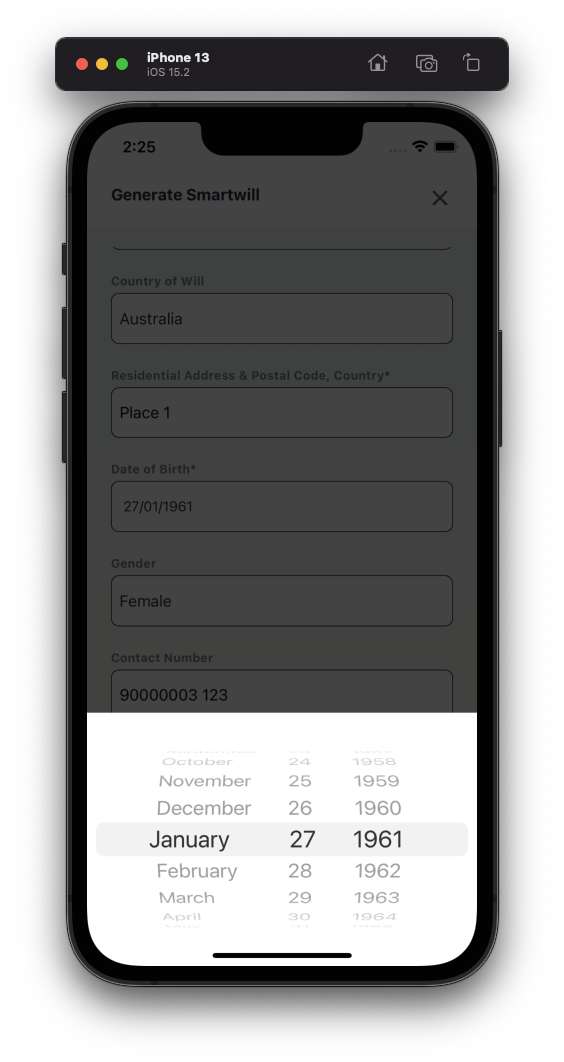 iPhone 13
iOS 15.2
2:25
Generate Smartwill
Country of Will
Australia
Residential Address & Postal Code, Country*
Place 1
Date of Birth*
27/01/1961
Gender
Female
Contact Number
90000003 123
October 24 1958
November 25 1959
December 26 1960
January 27 1961
February 28 1962
March 29 1963
April 30 1964